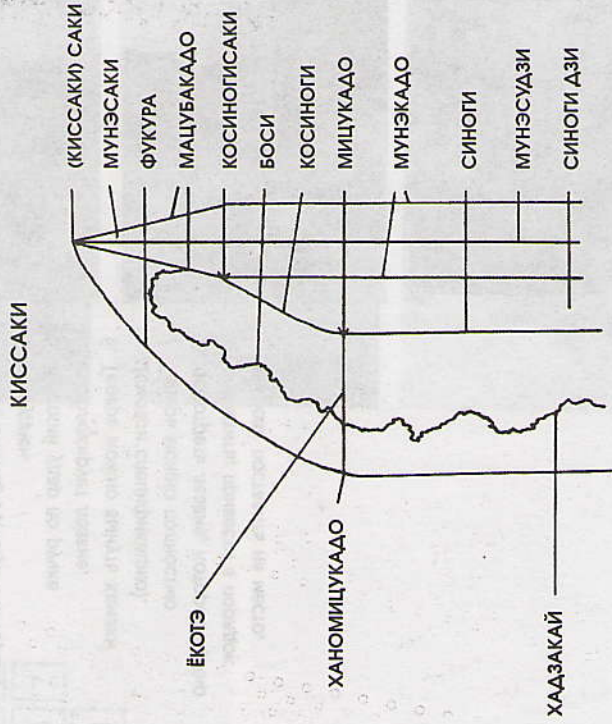 КИССАКИ
(КИССАКИ) САКИ
МУНЭСАКИ
ФУКУРА
МАЦУБАКАДО
КОСИНОГИСАКИ
БОСИ
КОСИНОГИ
МИЦУКАДО
МУНЭКАДО
СИНОГИ
МУНЭСУДЗИ
СИНОГИ ДЗИ
ЁКОТЭ
ХАНОМИЦУКАДО
ХАДЗАКАЙ